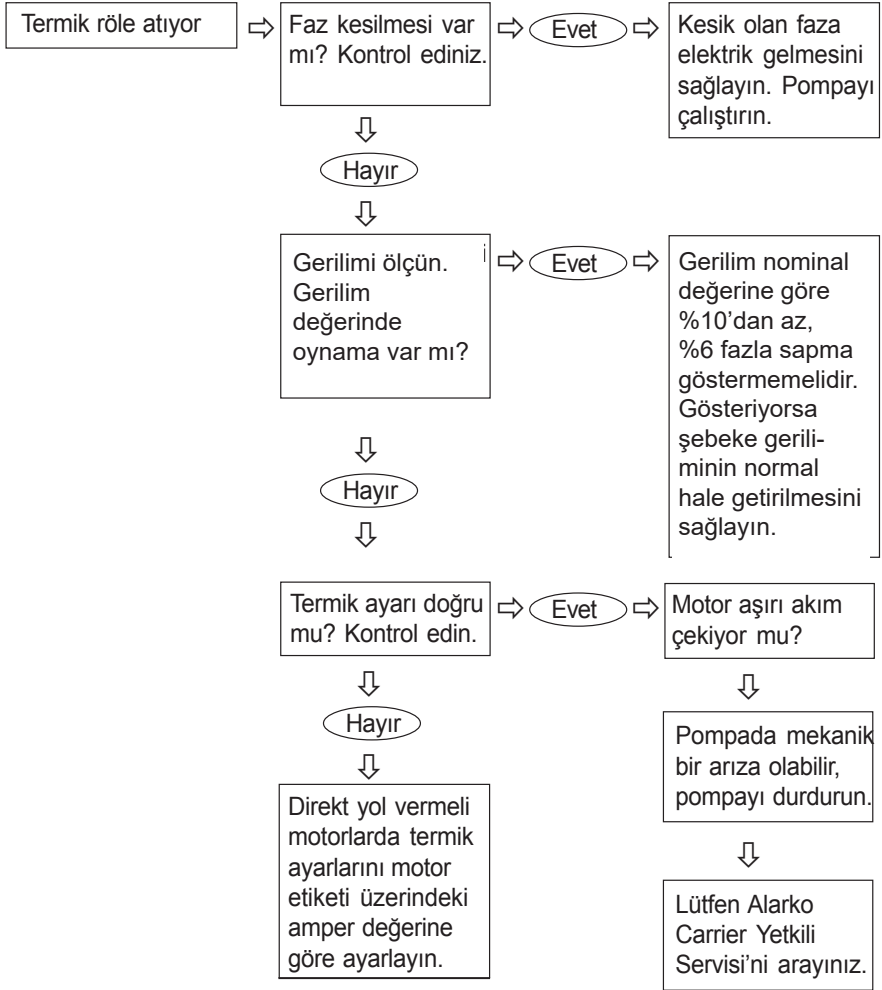 Termik röle atıyor
Faz kesilmesi var
mı? Kontrol ediniz.
Evet
Kesik olan faza
elektrik gelmesini
sağlayın. Pompayı
çalıştırın.
Hayır
Gerilimi ölçün.
Gerilim
değerinde
oynama var mı?
Evet
Gerilim nominal
değerine göre
%10’dan az,
%6 fazla sapma
göstermemelidir.
Gösteriyorsa
şebeke gerili-
minin normal
hale getirilmesini
sağlayın.
Hayır
Termik ayarı doğru
mu? Kontrol edin.
Evet
Motor aşırı akım
çekiyor mu?
Hayır
Direkt yol vermeli
motorlarda termik
ayarlarını motor
etiketi üzerindeki
amper değerine
göre ayarlayın.
Pompada mekanik
bir arıza olabilir,
pompayı durdurun.
Lütfen Alarko
Carrier Yetkili
Servisi’ni arayınız.